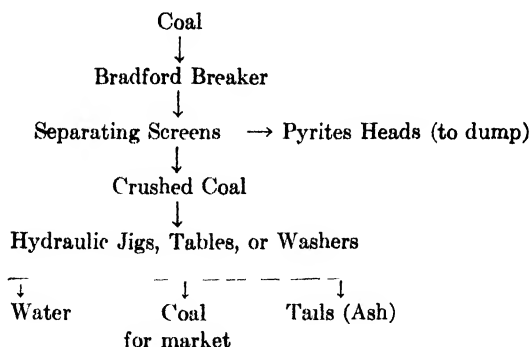 Coal
Bradford Breaker
Separating Screens → Pyrites Heads (to dump)
Crushed Coal
Hydraulic Jigs, Tables, or Washers
Water Coal Tails (Ash)
for market